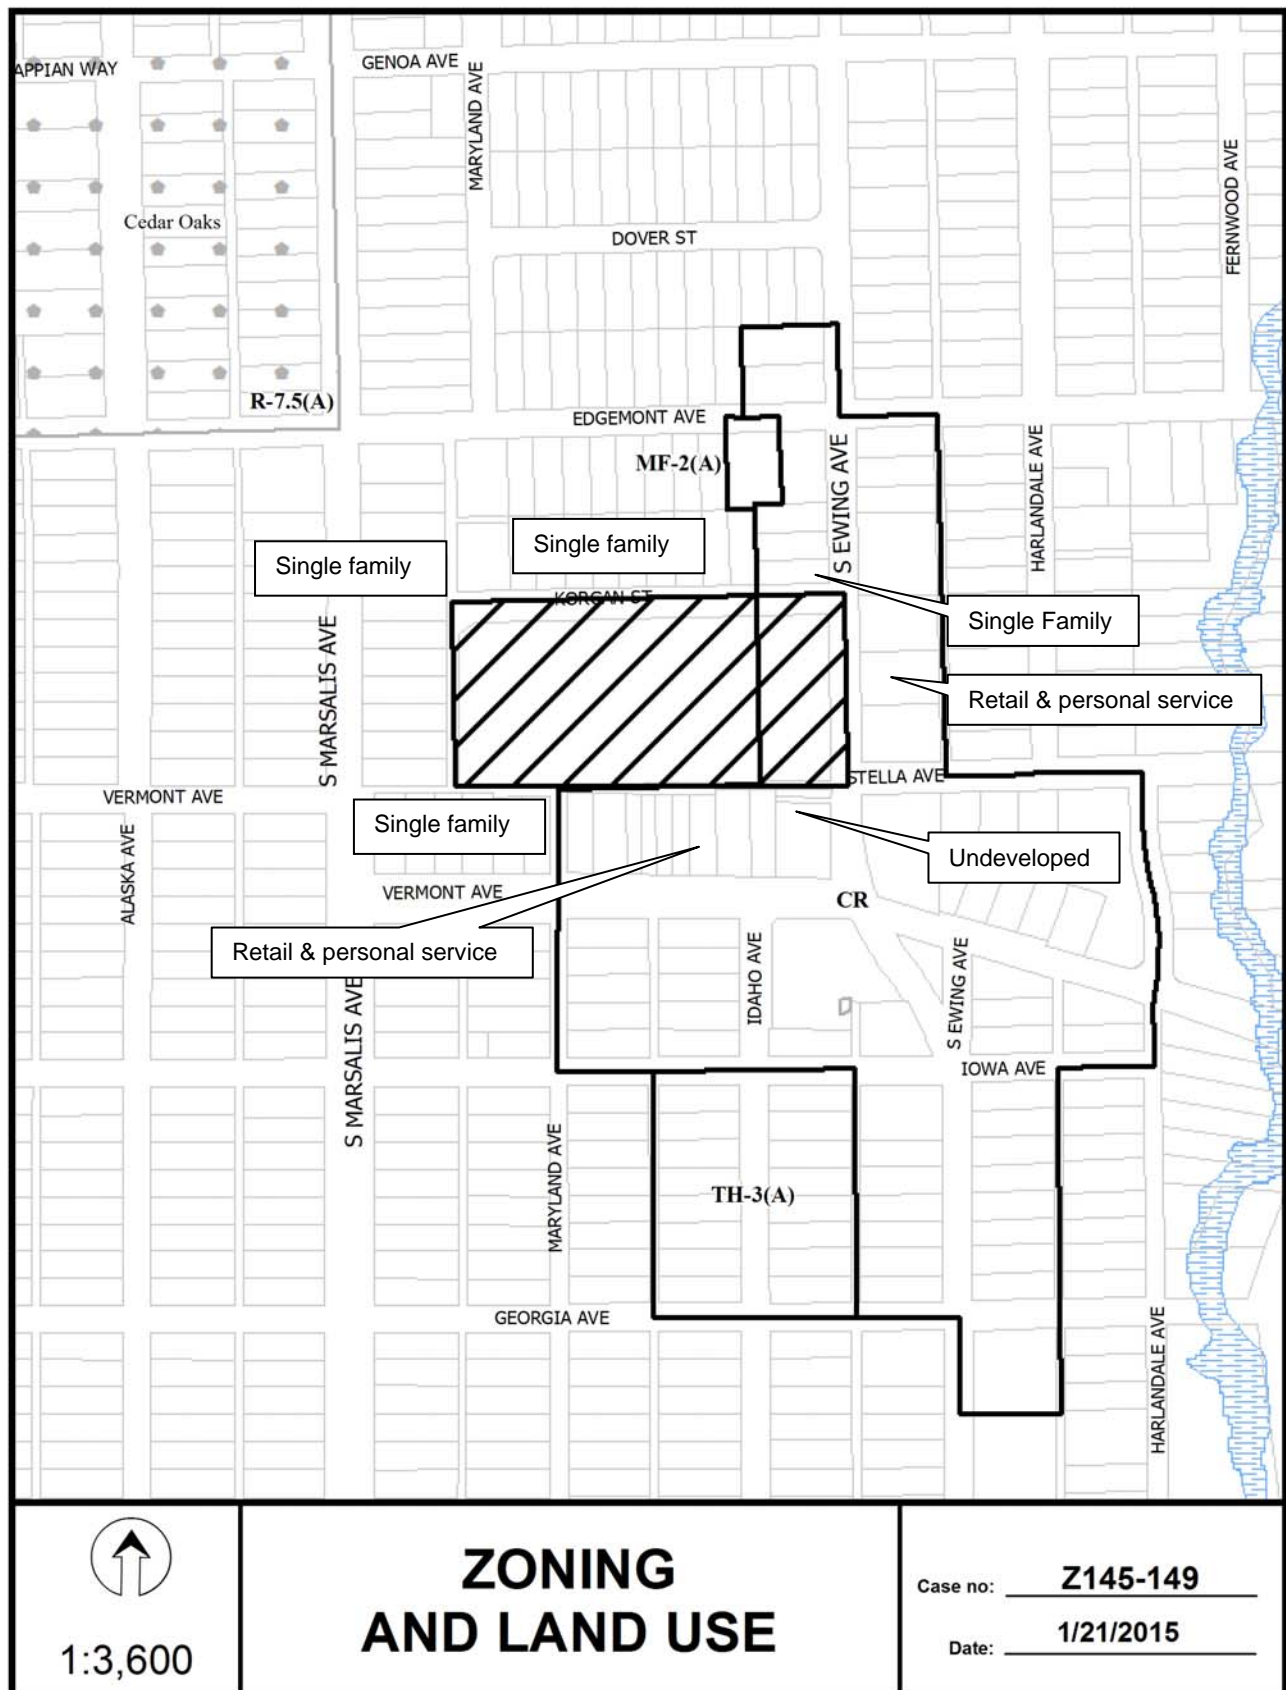 APPIAN WAY
GENOA AVE
MARYLAND AVE
FERNWOOD AVE
Cedar Oaks
DOVER ST
R-7.5(A)
EDGEMONT AVE
MF-2(A)
S EWING AVE
HARLANDALE AVE
Single family
Single family
KORGAN ST
Single Family
S MARSALIS AVE
Retail & personal service
STELLA AVE
VERMONT AVE
Single family
ALASKA AVE
Undeveloped
VERMONT AVE
CR
Retail & personal service
IDAHO AVE
S EWING AVE
S MARSALIS AVE
IOWA AVE
MARYLAND AVE
TH-3(A)
GEORGIA AVE
HARLANDALE AVE
1:3,600
ZONING
AND LAND USE
Case no: Z145-149
Date: 1/21/2015